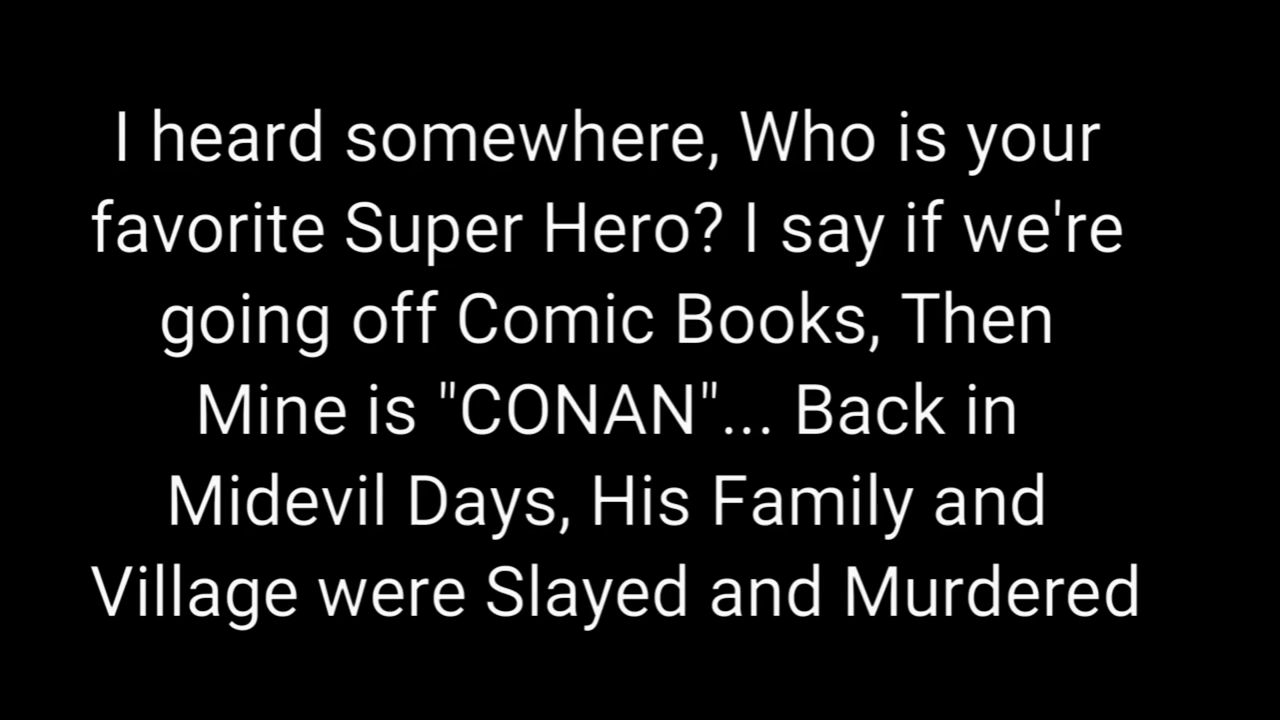 I heard somewhere, Who is your
favorite Super Hero? I say if we're
going off Comic Books, Then
Mine is "CONAN"... Back in
Midevil Days, His Family and
Village were Slayed and Murdered